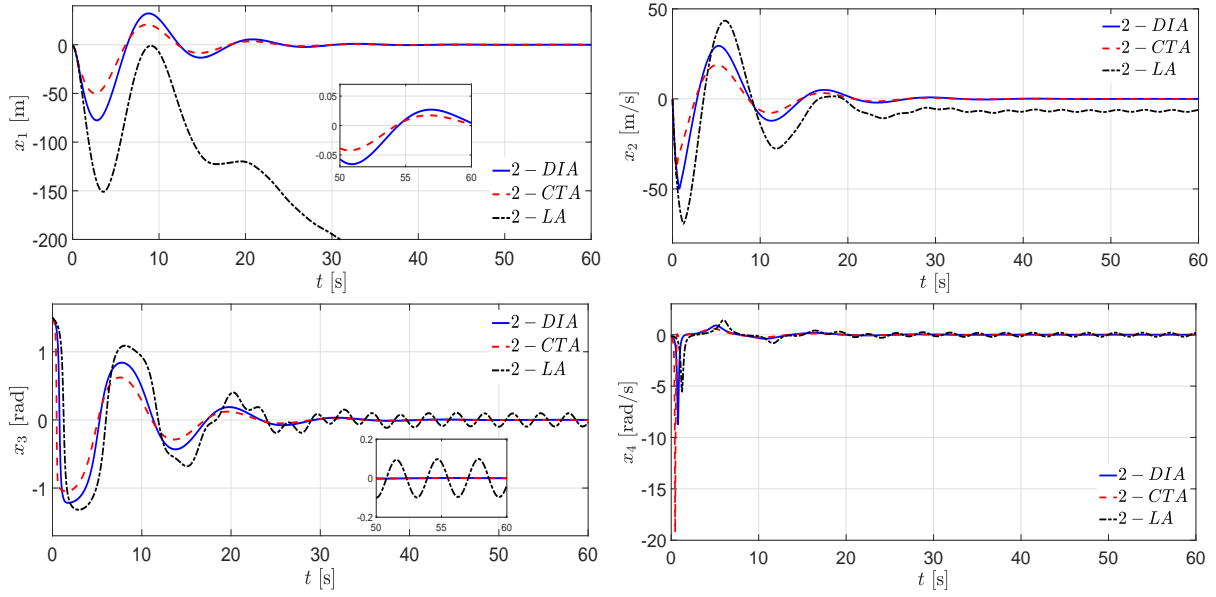 x₁ [m]
0
-50
-100
-150
-200
0 10 20 30 40 50 60
t [s]
0.05
0
-0.05
50 55 60
2 − DIA
2 − CTA
2 − LA
x₂ [m/s]
50
0
-50
0 10 20 30 40 50 60
t [s]
2 − DIA
2 − CTA
2 − LA
x₃ [rad]
1
0
-1
0 10 20 30 40 50 60
t [s]
2 − DIA
2 − CTA
2 − LA
0.2
0
-0.2
50 55 60
x₄ [rad/s]
0
-5
-10
-15
-20
0 10 20 30 40 50 60
t [s]
2 − DIA
2 − CTA
2 − LA